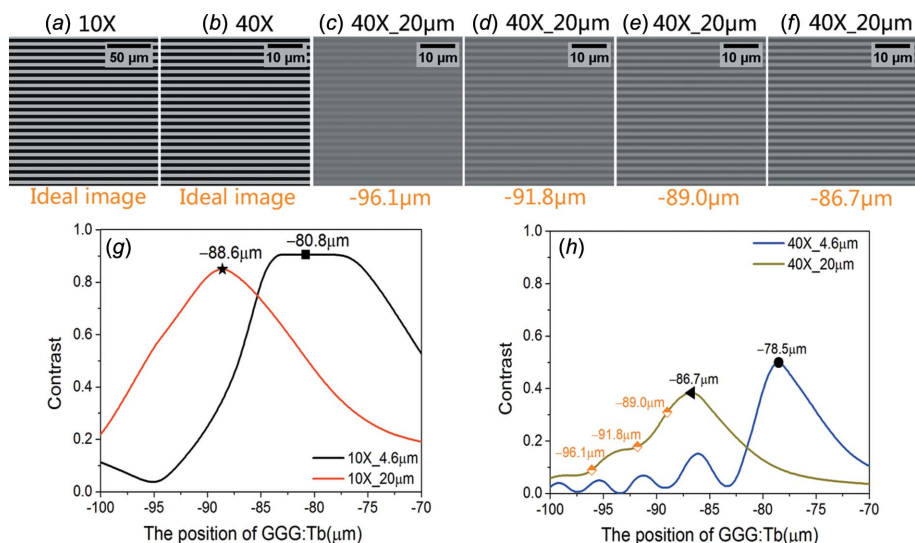 (a) 10X (b) 40X (c) 40X_20μm (d) 40X_20μm (e) 40X_20μm (f) 40X_20μm
50 μm 10 μm 10 μm 10 μm 10 μm 10 μm
Ideal image Ideal image -96.1μm -91.8μm -89.0μm -86.7μm
(g)
1.0
0.8
0.6
0.4
0.2
0.0
Contrast
−88.6μm
−80.8μm
10X_4.6μm
10X_20μm
-100 -95 -90 -85 -80 -75 -70
The position of GGG:Tb(μm)
(h)
1.0
0.8
0.6
0.4
0.2
0.0
Contrast
40X_4.6μm
40X_20μm
−78.5μm
−86.7μm
−89.0μm
−91.8μm
−96.1μm
-100 -95 -90 -85 -80 -75 -70
The position of GGG:Tb(μm)